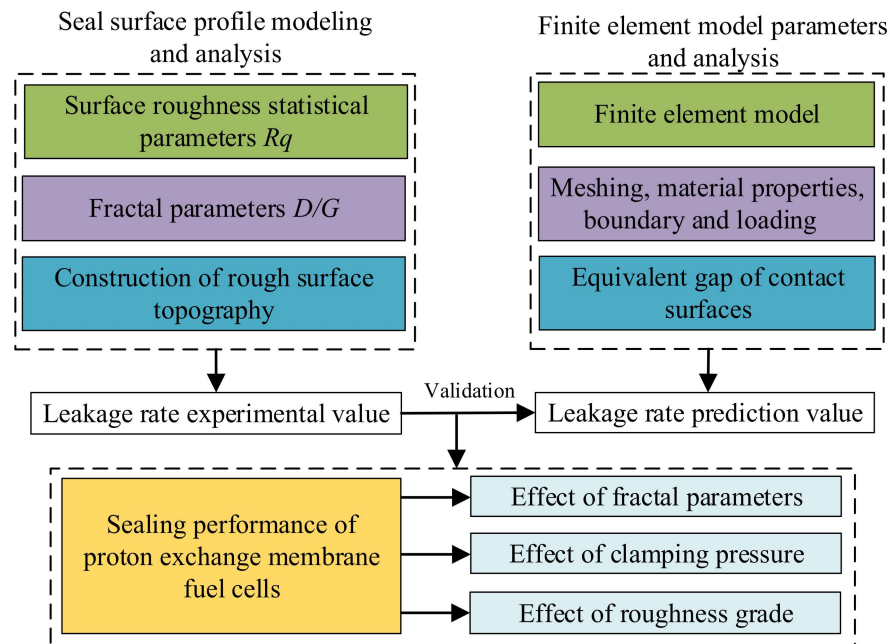 Seal surface profile modeling
and analysis
Surface roughness statistical
parameters Rq
Fractal parameters D/G
Construction of rough surface
topography
Finite element model parameters
and analysis
Finite element model
Meshing, material properties,
boundary and loading
Equivalent gap of contact
surfaces
Leakage rate experimental value
Validation
Leakage rate prediction value
Sealing performance of
proton exchange membrane
fuel cells
Effect of fractal parameters
Effect of clamping pressure
Effect of roughness grade